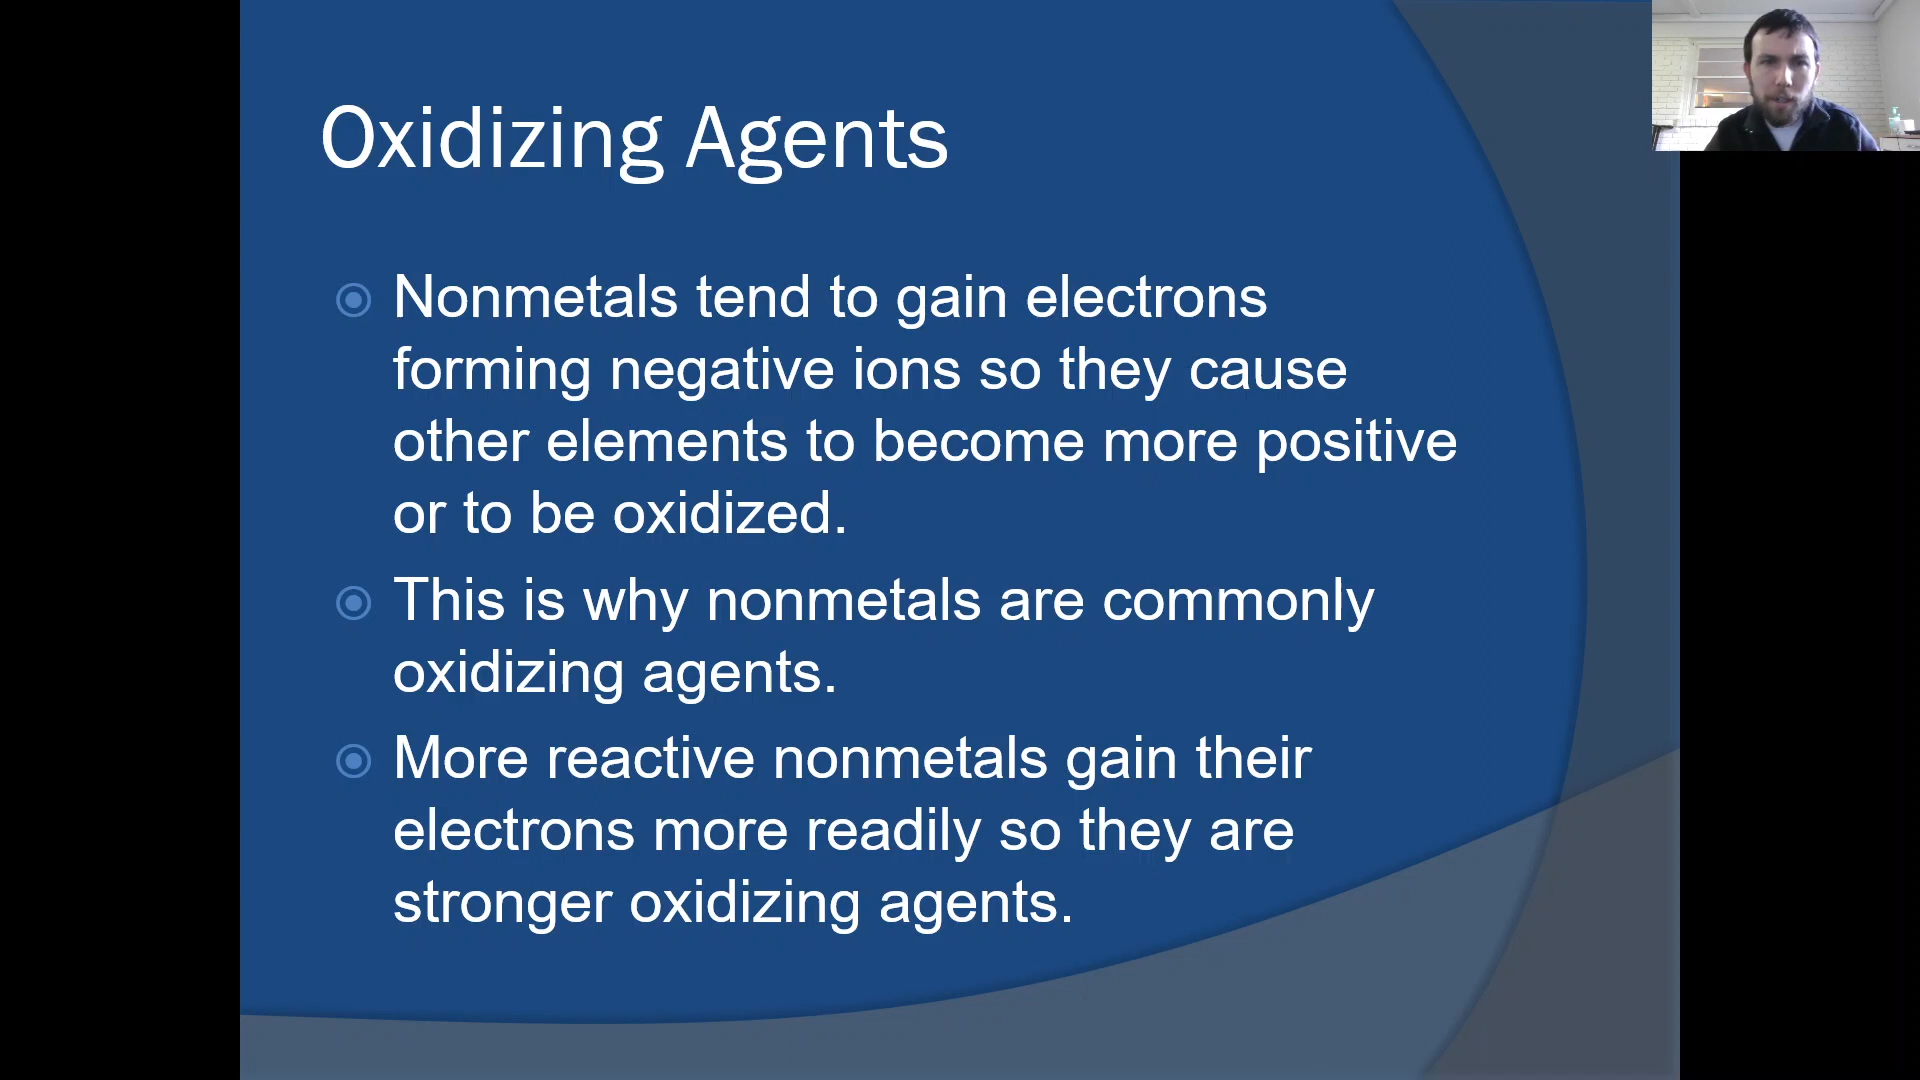 Oxidizing Agents
Nonmetals tend to gain electrons
forming negative ions so they cause
other elements to become more positive
or to be oxidized.
This is why nonmetals are commonly
oxidizing agents.
More reactive nonmetals gain their
electrons more readily so they are
stronger oxidizing agents.